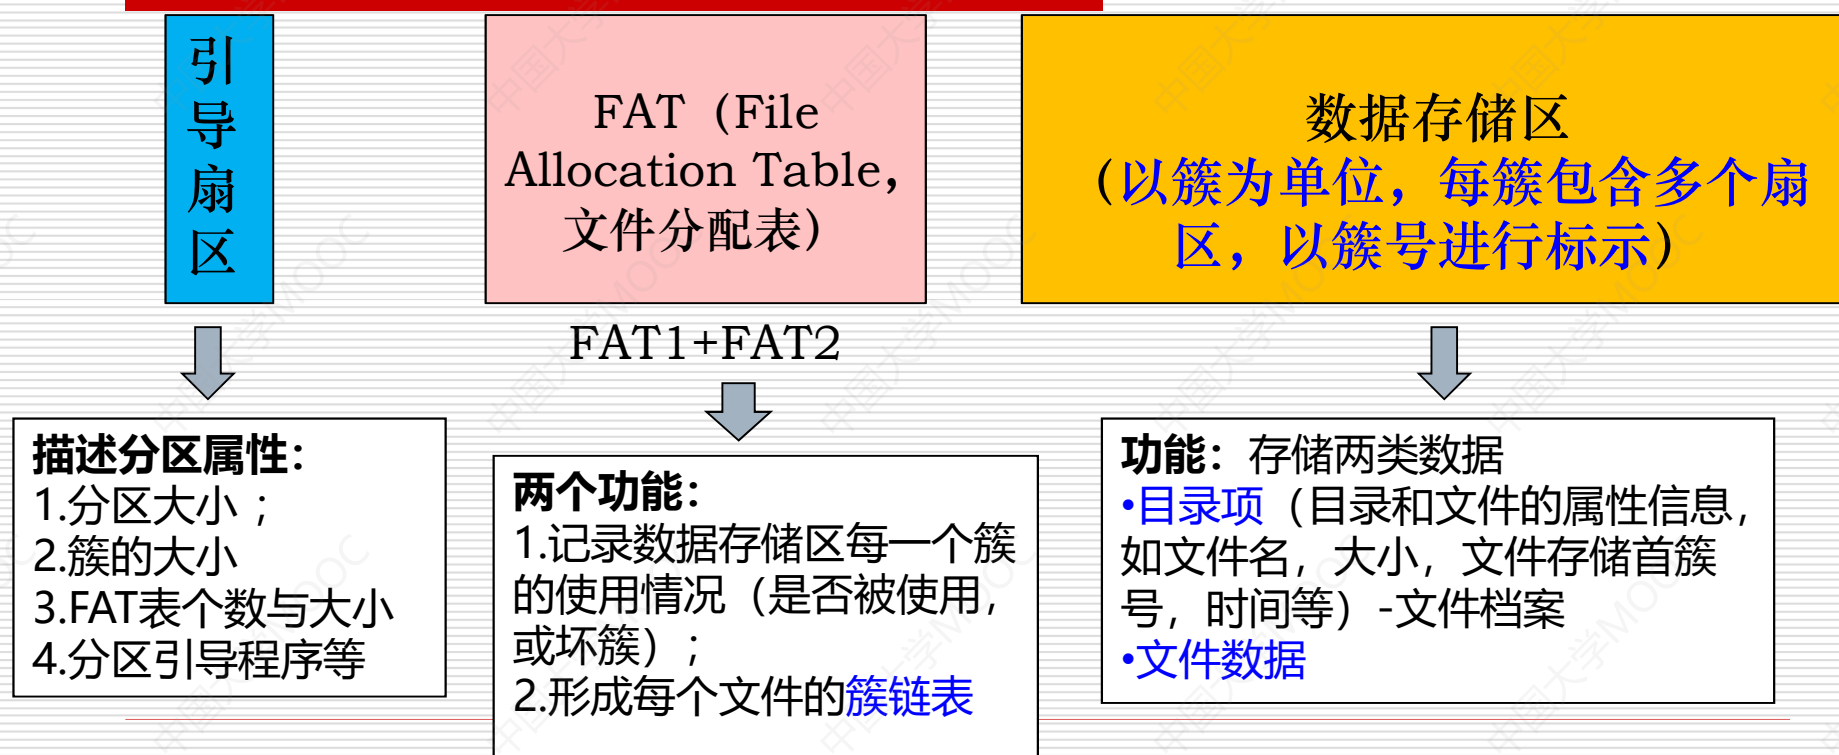 引
导
扇
区
FAT（File
Allocation Table，
文件分配表）
数据存储区
（以簇为单位，每簇包含多个扇
区，以簇号进行标示）
FAT1+FAT2
描述分区属性：
1.分区大小；
2.簇的大小
3.FAT表个数与大小
4.分区引导程序等
两个功能：
1.记录数据存储区每一个簇
的使用情况（是否被使用，
或坏簇）；
2.形成每个文件的簇链表
功能：存储两类数据
•目录项（目录和文件的属性信息，
如文件名，大小，文件存储首簇
号，时间等）-文件档案
•文件数据
中国大学MOOC